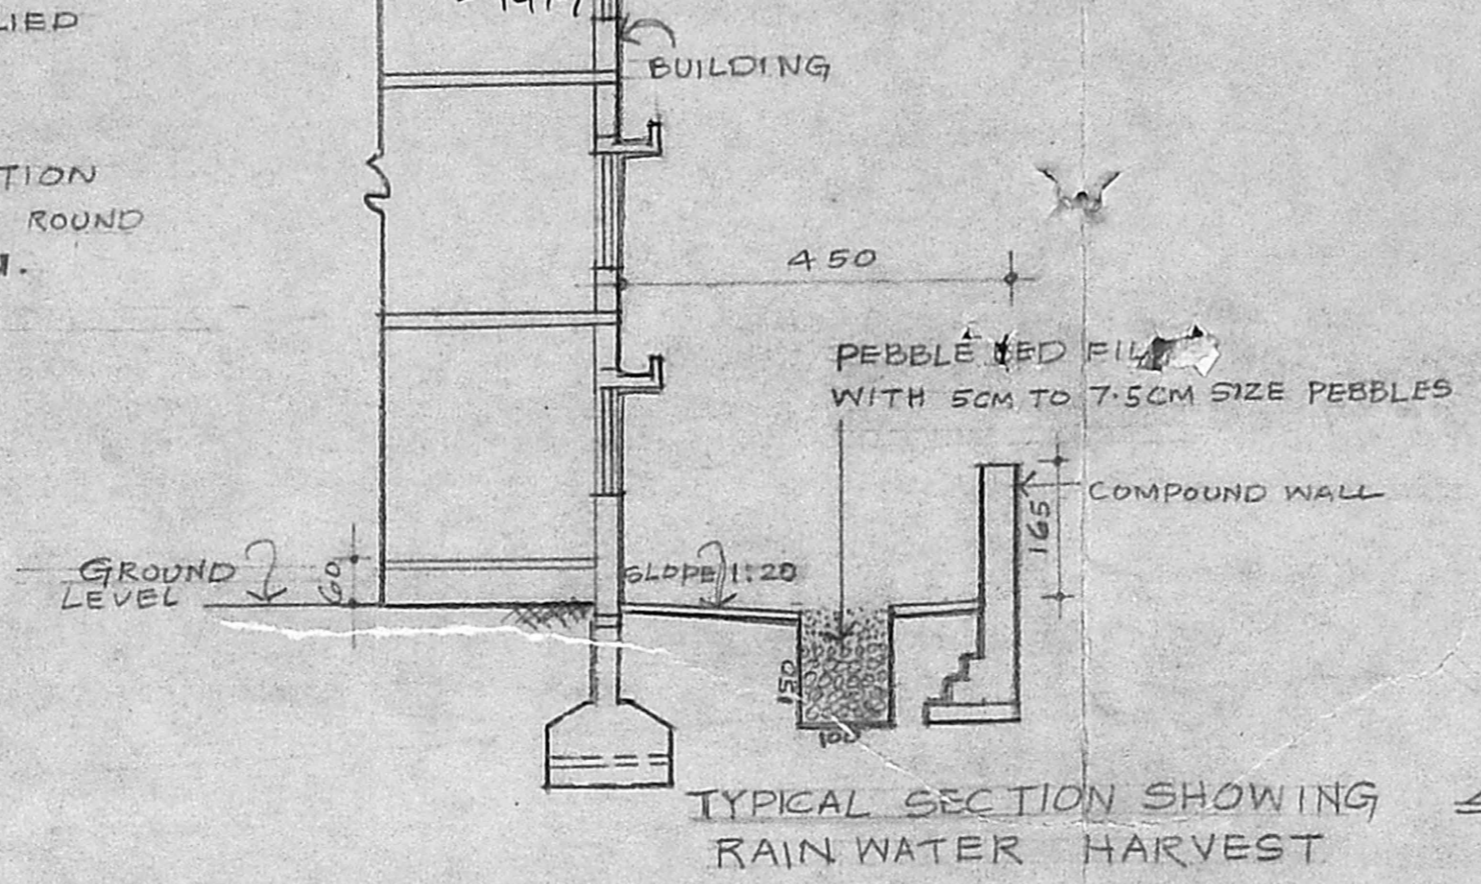 LIED
BUILDING
TION
ROUND
450
PEBBLE BED
WITH 5CM TO 7.5CM SIZE PEBBLES
COMPOUND WALL
165
GROUND
LEVEL
60
SLOPE 1:20
150
100
TYPICAL SECTION SHOWING
RAIN WATER HARVEST